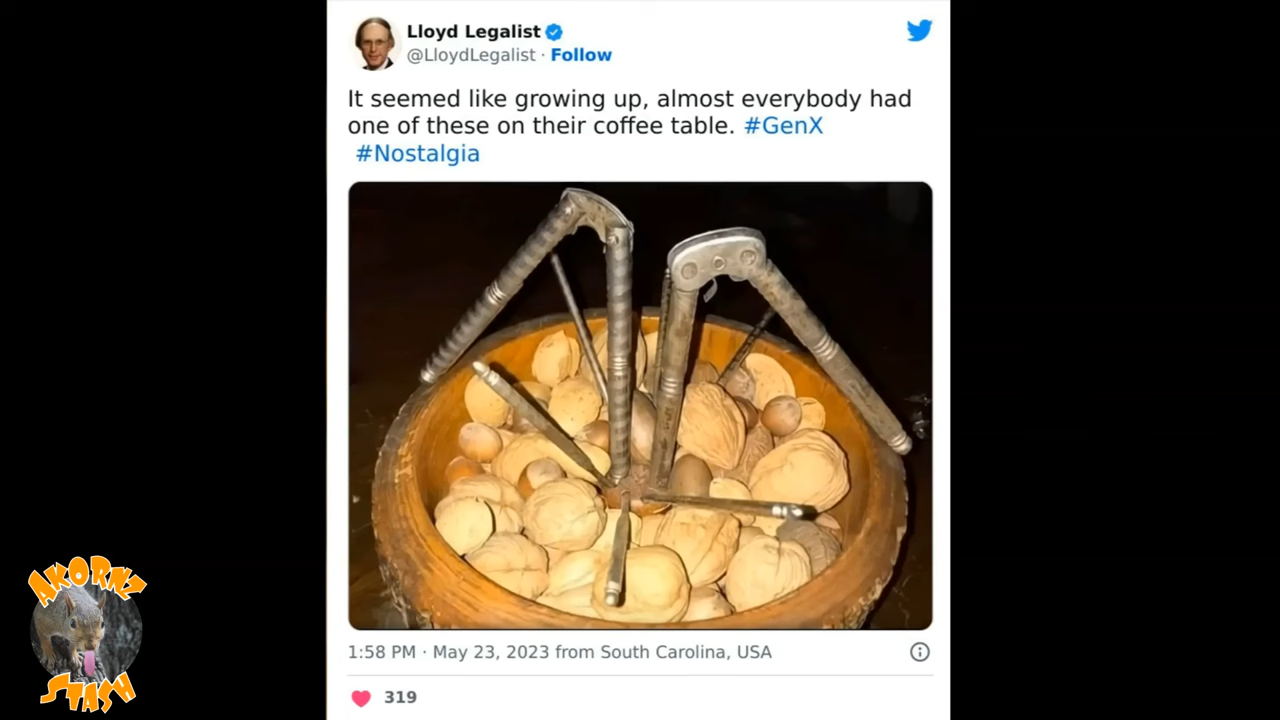 Lloyd Legalist
@LloydLegalist · Follow
It seemed like growing up, almost everybody had
one of these on their coffee table. #GenX
#Nostalgia
1:58 PM · May 23, 2023 from South Carolina, USA
319
AKORNZ
STASH